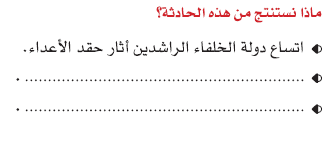 ماذا نستنتج من هذه الحادثة؟
اتساع دولة الخلفاء الراشدين أثار حقد الأعداء.
.............................................................. .
.............................................................. .